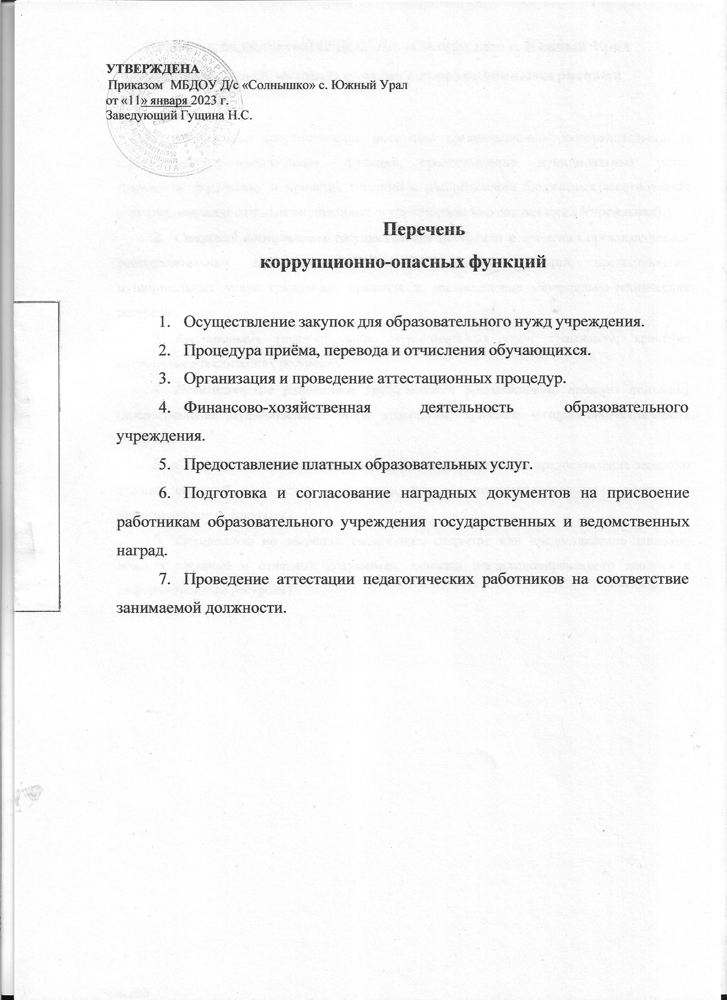 УТВЕРЖДЕНА
Приказом МБДОУ Д/с «Солнышко» с. Южный Урал
от «11» января 2023 г.
Заведующий Гущина Н.С.
Перечень
коррупционно-опасных функций
1. Осуществление закупок для образовательного нужд учреждения.
2. Процедура приёма, перевода и отчисления обучающихся.
3. Организация и проведение аттестационных процедур.
4. Финансово-хозяйственная деятельность образовательного
учреждения.
5. Предоставление платных образовательных услуг.
6. Подготовка и согласование наградных документов на присвоение
работникам образовательного учреждения государственных и ведомственных
наград.
7. Проведение аттестации педагогических работников на соответствие
занимаемой должности.